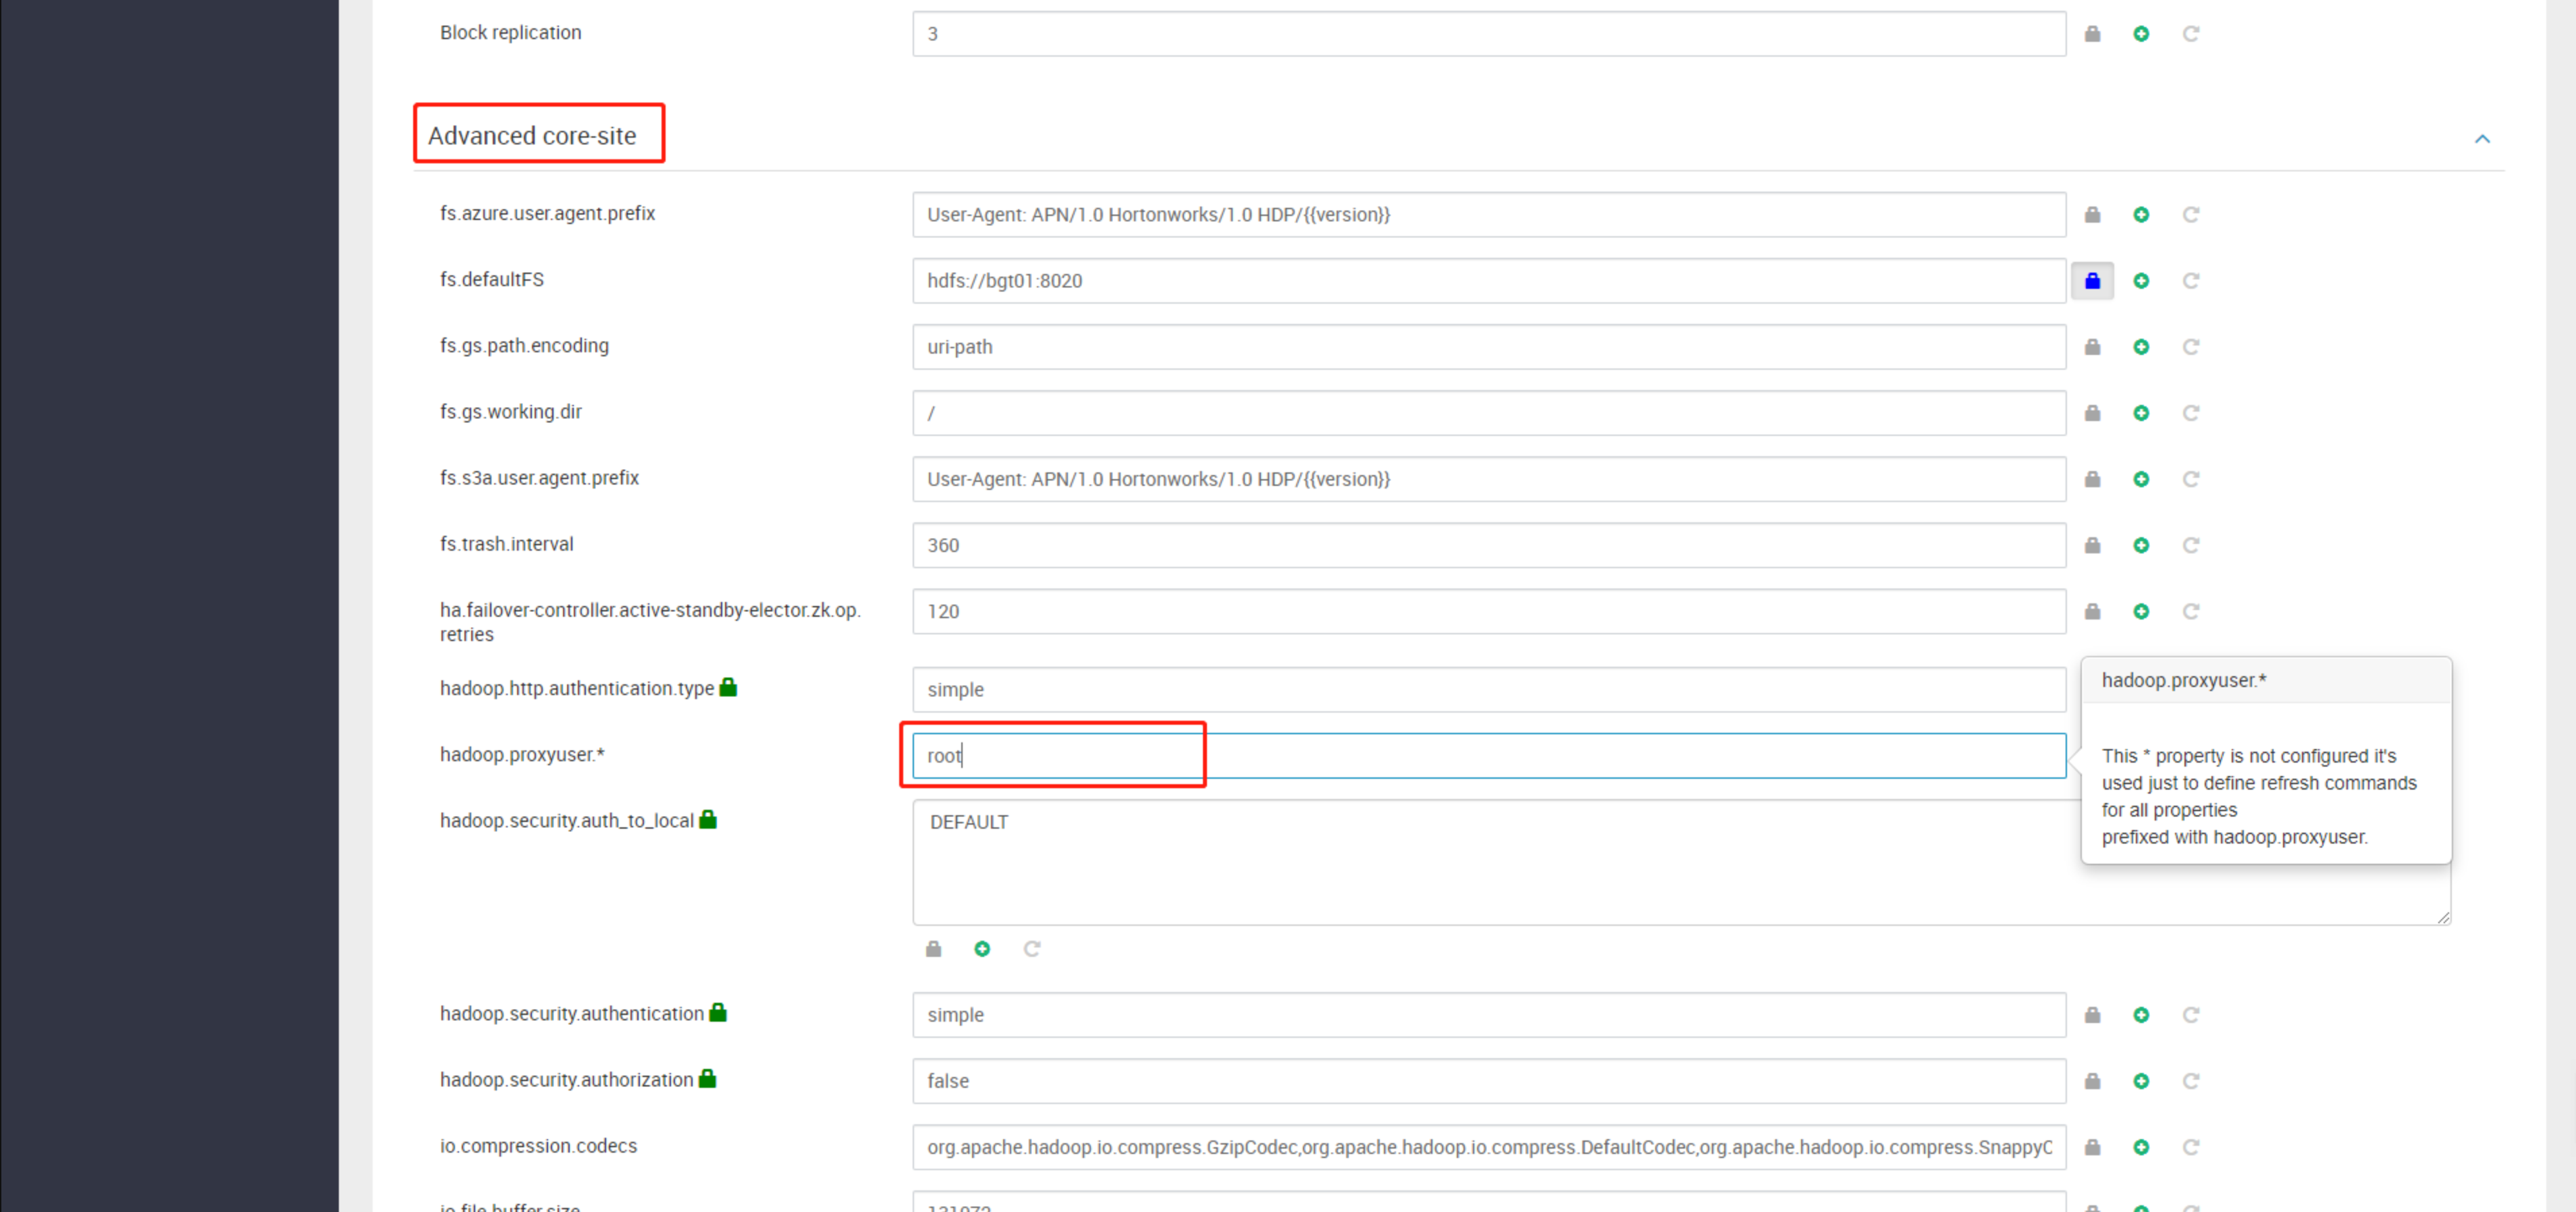 Block replication
3
Advanced core-site
fs.azure.user.agent.prefix
User-Agent: APN/1.0 Hortonworks/1.0 HDP/{{version}}
fs.defaultFS
hdfs://bgt01:8020
fs.gs.path.encoding
uri-path
fs.gs.working.dir
/
fs.s3a.user.agent.prefix
User-Agent: APN/1.0 Hortonworks/1.0 HDP/{{version}}
fs.trash.interval
360
ha.failover-controller.active-standby-elector.zk.op.
retries
120
hadoop.http.authentication.type
simple
hadoop.proxyuser.*
root
hadoop.proxyuser.*
This * property is not configured it's
used just to define refresh commands
for all properties
prefixed with hadoop.proxyuser.
hadoop.security.auth_to_local
DEFAULT
hadoop.security.authentication
simple
hadoop.security.authorization
false
io.compression.codecs
org.apache.hadoop.io.compress.GzipCodec,org.apache.hadoop.io.compress.DefaultCodec,org.apache.hadoop.io.compress.SnappyC
io.file.buffer.size
131072